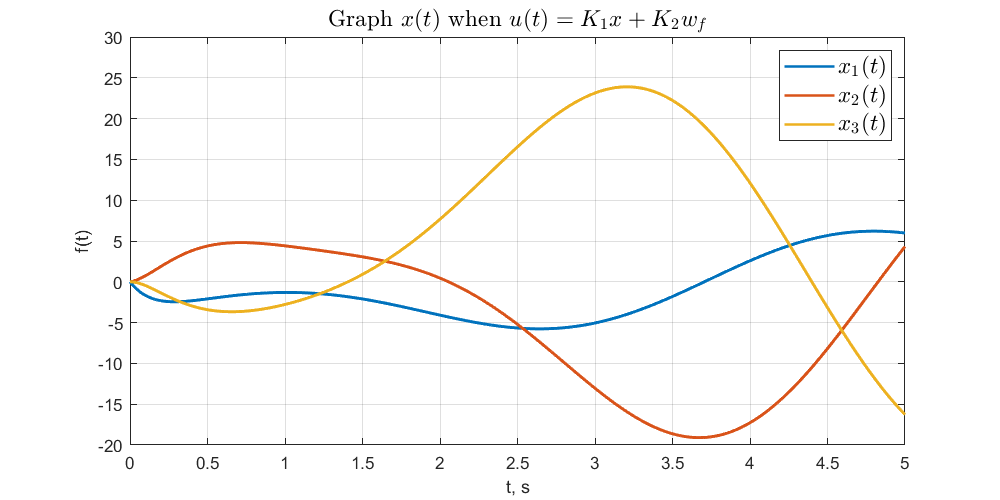 Graph x(t) when u(t) = K₁x + K₂w_f
30
25
20
15
10
5
0
-5
-10
-15
-20
f(t)
x₁(t)
x₂(t)
x₃(t)
0 0.5 1 1.5 2 2.5 3 3.5 4 4.5 5
t, s